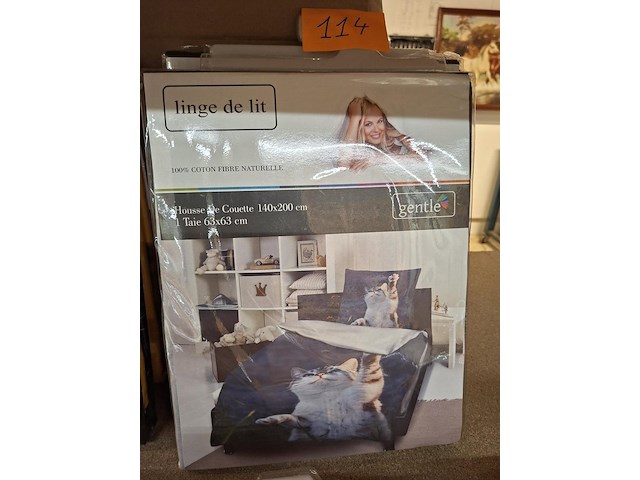 114
linge de lit
100% COTON FIBRE NATURELLE
Housse De Couette 140x200 cm
1 Taie 63x63 cm
gentle